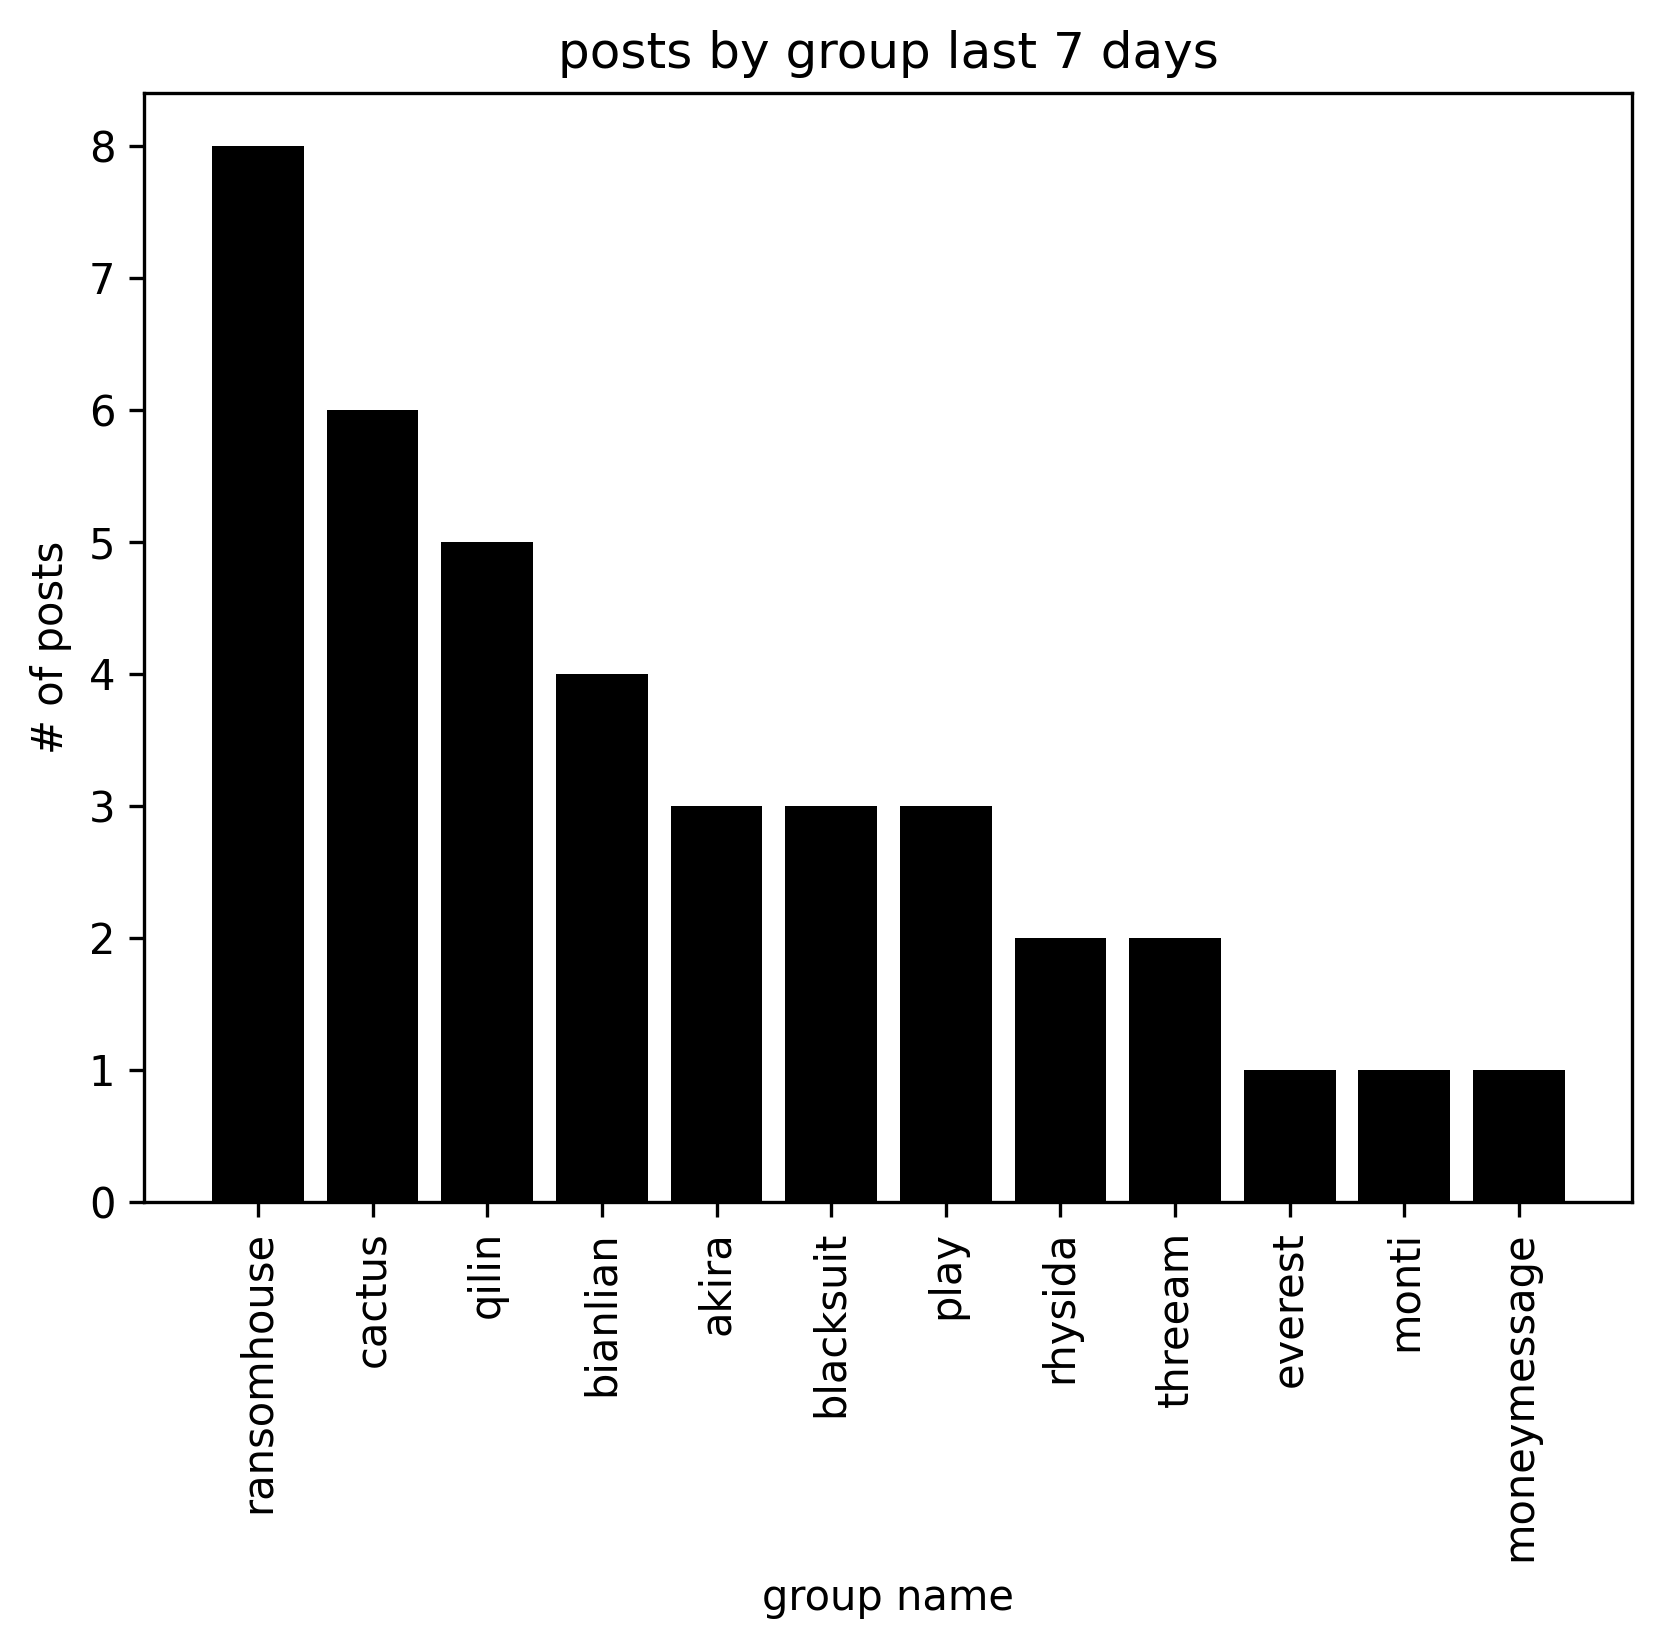 posts by group last 7 days
# of posts
8
7
6
5
4
3
2
1
0
ransomhouse
cactus
qilin
bianlian
akira
blacksuit
play
rhysida
threeam
everest
monti
moneymessage
group name